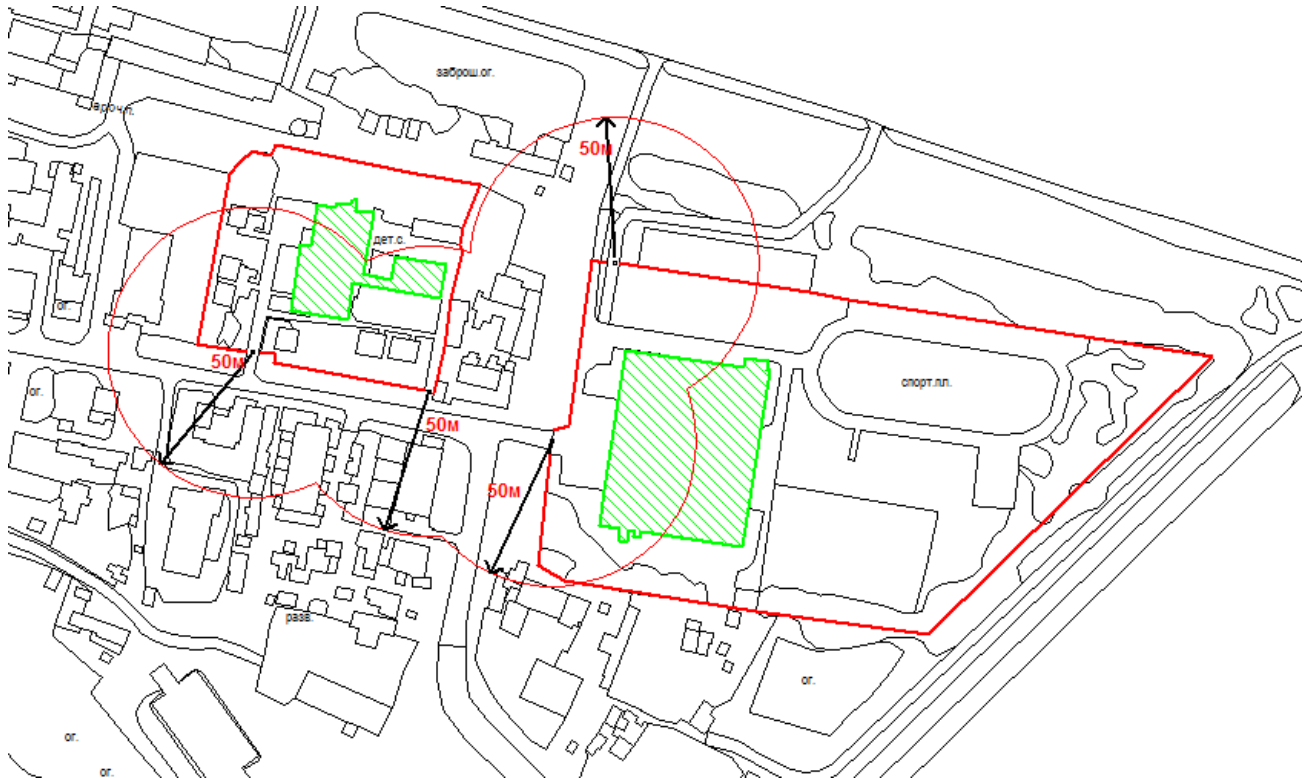 заброш.ог.
50м
дет.с.
ог.
50м
спорт.пл.
ог.
50м
50м
разв.
ог.
ог.
ог.